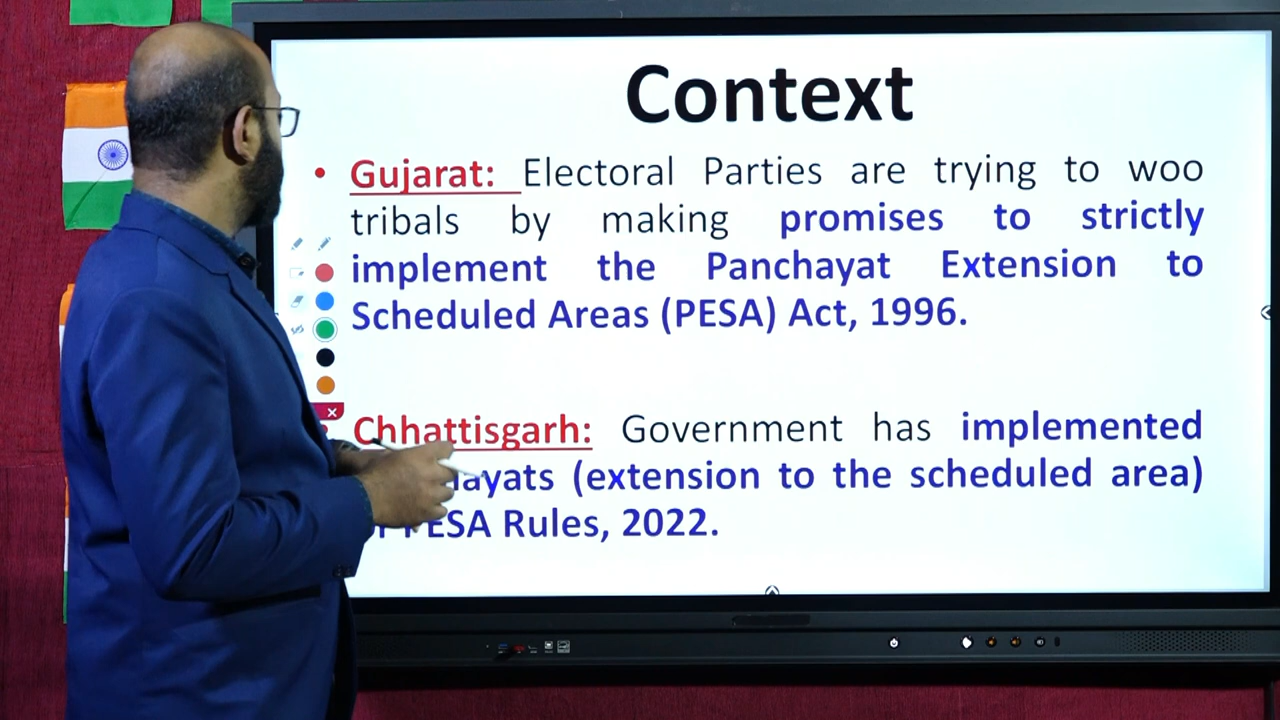 Context
• Gujarat: Electoral Parties are trying to woo
tribals by making promises to strictly
implement the Panchayat Extension to
Scheduled Areas (PESA) Act, 1996.
Chhattisgarh: Government has implemented
(extension to the scheduled area)
PESA Rules, 2022.